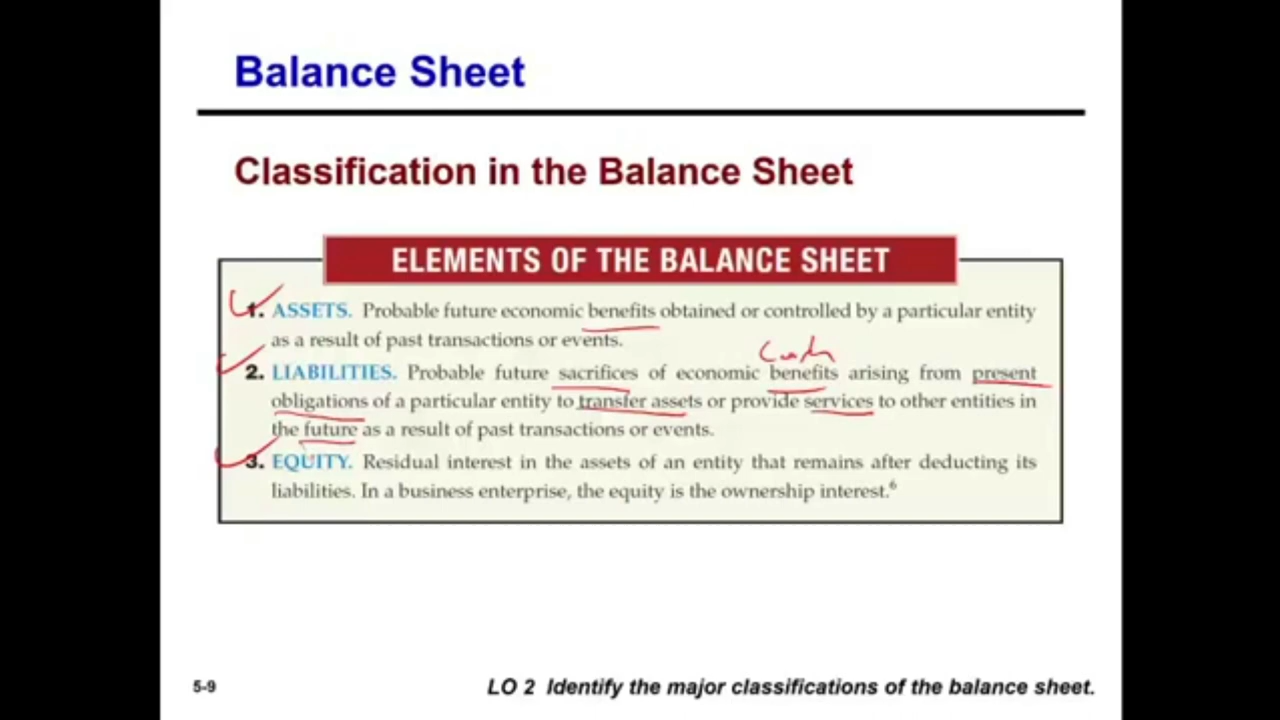 Balance Sheet
Classification in the Balance Sheet
ELEMENTS OF THE BALANCE SHEET
1. ASSETS. Probable future economic benefits obtained or controlled by a particular entity
as a result of past transactions or events.
Cash
2. LIABILITIES. Probable future sacrifices of economic benefits arising from present
obligations of a particular entity to transfer assets or provide services to other entities in
the future as a result of past transactions or events.
3. EQUITY. Residual interest in the assets of an entity that remains after deducting its
liabilities. In a business enterprise, the equity is the ownership interest.6
5-9
LO 2 Identify the major classifications of the balance sheet.